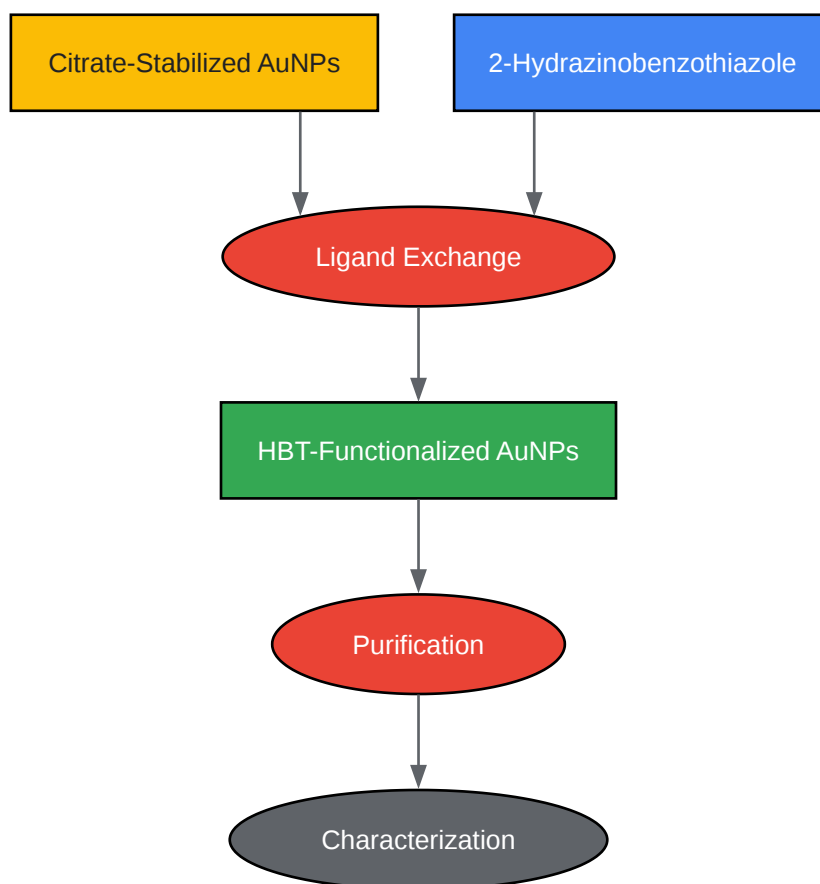 Citrate-Stabilized AuNPs
2-Hydrazinobenzothiazole
Ligand Exchange
HBT-Functionalized AuNPs
Purification
Characterization